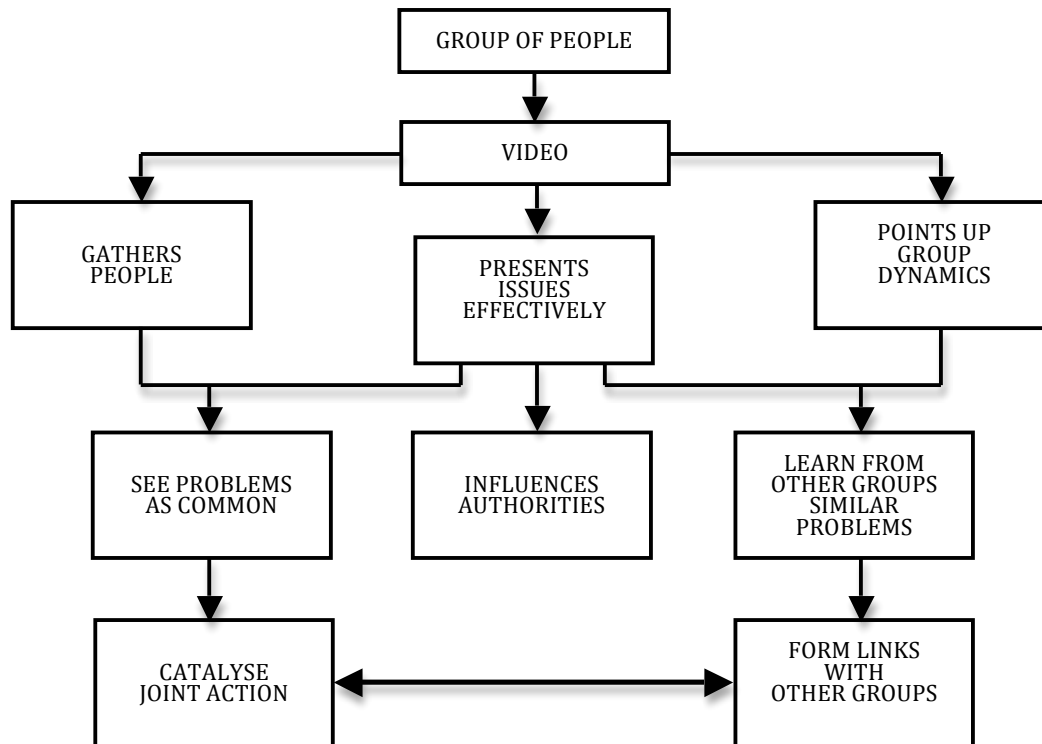 GROUP OF PEOPLE
VIDEO
GATHERS
PEOPLE
PRESENTS
ISSUES
EFFECTIVELY
POINTS UP
GROUP
DYNAMICS
SEE PROBLEMS
AS COMMON
INFLUENCES
AUTHORITIES
LEARN FROM
OTHER GROUPS
SIMILAR
PROBLEMS
CATALYSE
JOINT ACTION
FORM LINKS
WITH
OTHER GROUPS